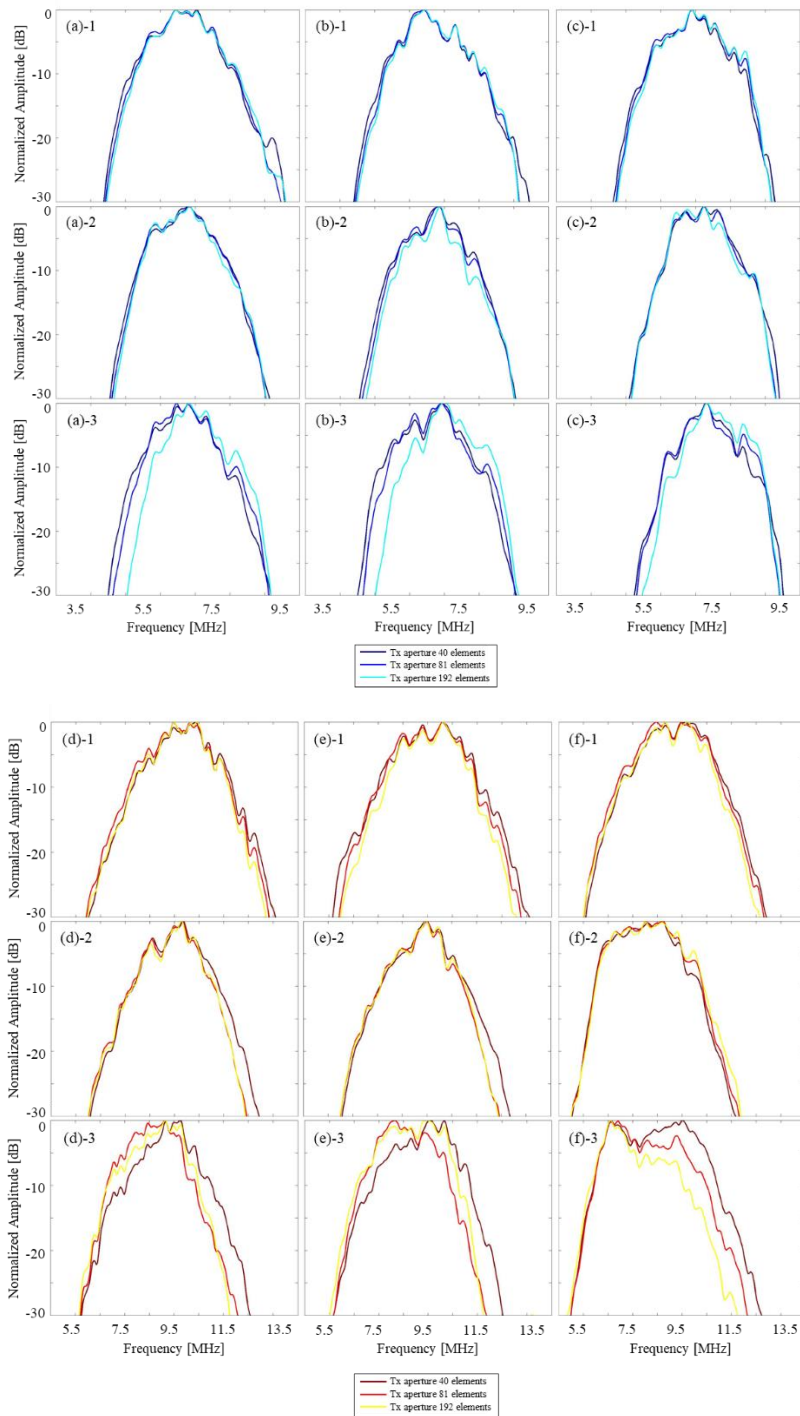 (a)-1 (b)-1 (c)-1
Normalized Amplitude [dB]
0
-10
-20
-30
(a)-2 (b)-2 (c)-2
Normalized Amplitude [dB]
0
-10
-20
-30
(a)-3 (b)-3 (c)-3
Normalized Amplitude [dB]
0
-10
-20
-30
3.5 5.5 7.5 9.5 3.5 5.5 7.5 9.5 3.5 5.5 7.5 9.5
Frequency [MHz] Frequency [MHz] Frequency [MHz]
Tx aperture 40 elements
Tx aperture 81 elements
Tx aperture 192 elements
(d)-1 (e)-1 (f)-1
Normalized Amplitude [dB]
0
-10
-20
-30
(d)-2 (e)-2 (f)-2
Normalized Amplitude [dB]
0
-10
-20
-30
(d)-3 (e)-3 (f)-3
Normalized Amplitude [dB]
0
-10
-20
-30
5.5 7.5 9.5 11.5 13.5 5.5 7.5 9.5 11.5 13.5 5.5 7.5 9.5 11.5 13.5
Frequency [MHz] Frequency [MHz] Frequency [MHz]
Tx aperture 40 elements
Tx aperture 81 elements
Tx aperture 192 elements